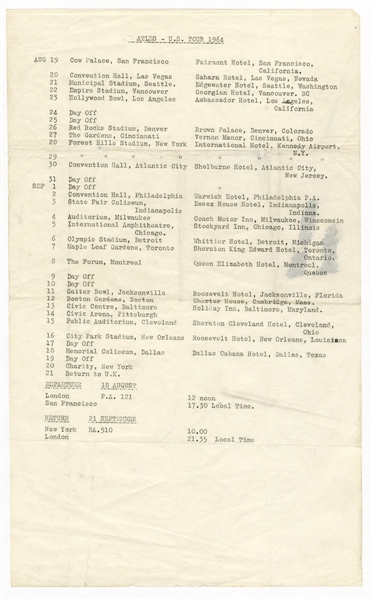 ATLES - U.S. TOUR 1964
AUG 19 Cow Palace, San Francisco Fairmont Hotel, San Francisco,
California.
20 Convention Hall, Las Vegas Sahara Hotel, Las Vegas, Nevada
21 Municipal Stadium, Seattle. Edgewater Hotel, Seattle, Washington
22 Empire Stadium, Vancouver Georgian Hotel, Vancouver. BC
23 Hollywood Bowl, Los Angeles Ambassador Hotel, Los Angeles,
California
24 Day Off
25 Day Off
26 Red Rocks Stadium, Denver Brown Palace, Denver, Colorado
27 The Gardens, Cincinnati Vernon Manor, Cincinnati, Ohio
28 Forest Hills Stadium, New York International Hotel, Kennedy Airport,
N.Y.
29 " " " " " "
30 Convention Hall, Atlantic City Shelburne Hotel, Atlantic City,
New Jersey.
31 Day Off
SEP 1 Day Off
2 Convention Hall, Philadelphia Warwick Hotel, Philadelphia P.A.
3 State Fair Coliseum, Essex House Hotel, Indianapolis,
Indianapolis Indiana.
4 Auditorium, Milwaukee Coach Motor Inn, Milwaukee, Winsconsin
5 International Amphitheatre, Stockyard Inn, Chicago, Illinois
Chicago.
6 Olympic Stadium, Detroit Whittier Hotel, Detroit, Michigan
7 Maple Leaf Gardens, Toronto Sheraton King Edward Hotel, Toronto
Ontario.
8 The Forum, Montreal Queen Elizabeth Hotel, Montreal,
Quebec
9 Day Off
10 Day Off
11 Gaitor Bowl, Jacksonville Roosevelt Hotel, Jacksonville, Florida
12 Boston Gardens, Boston Charter House, Cambridge, Mass.
13 Civic Centre, Baltimore Holiday Inn, Baltimore, Maryland.
14 Civic Arena, Pittsburgh
15 Public Auditorium, Cleveland Sheraton Cleveland Hotel, Cleveland,
Ohio
16 City Park Stadium, New Orleans Roosevelt Hotel, New Orleans, Louisiana
17 Day Off
18 Memorial Coliseum, Dallas Dallas Cabana Hotel, Dallas, Texas
19 Day Off
20 Charity, New York
21 Return to U.K.
DEPARTURE 18 AUGUST
London P.A. 121 12 noon
San Francisco 17.30 Local Time.
RETURN 21 SEPTEMBER
New York BA.510 10.00
London 21.35 Local Time